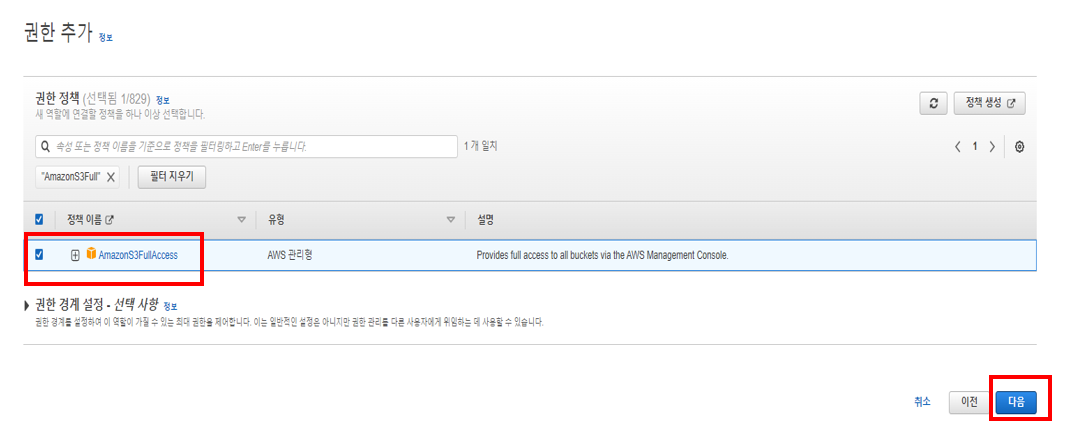 권한 추가 정보
권한 정책 (선택됨 1/829) 정보
새 역할에 연결할 정책을 하나 이상 선택합니다.
정책 생성
속성 또는 정책 이름을 기준으로 정책을 필터링하고 Enter를 누릅니다.
1 개 일치
1
"AmazonS3Full"
필터 지우기
정책 이름
유형
설명
AmazonS3FullAccess
AWS 관리형
Provides full access to all buckets via the AWS Management Console.
권한 경계 설정 - 선택 사항 정보
권한 경계를 설정하여 이 역할이 가질 수 있는 최대 권한을 제어합니다. 이는 일반적인 설정은 아니지만 권한 관리를 다른 사용자에게 위임하는 데 사용할 수 있습니다.
취소
이전
다음